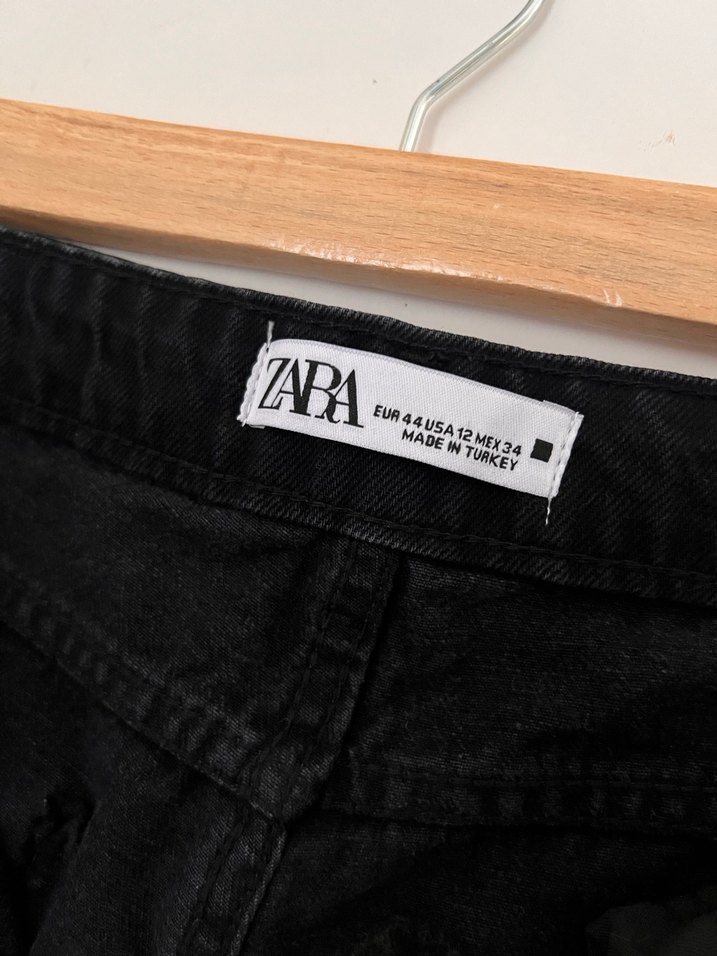 ZARA
EUR 44 USA 12 MEX 34
MADE IN TURKEY